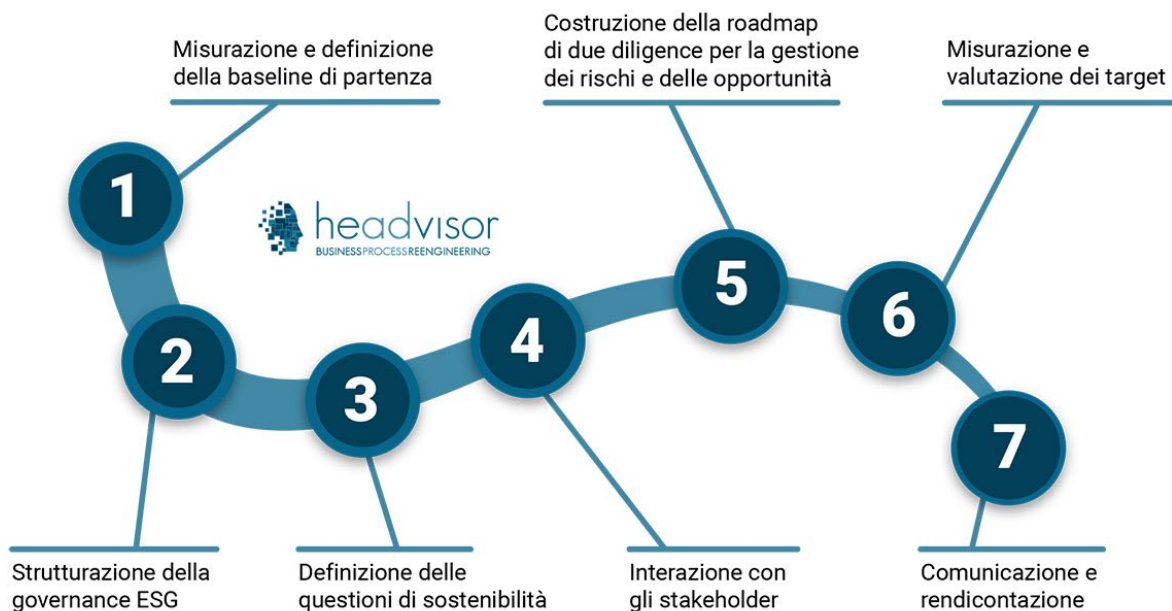 Misurazione e definizione
della baseline di partenza
Costruzione della roadmap
di due diligence per la gestione
dei rischi e delle opportunità
Misurazione e
valutazione dei target
1
headvisor
BUSINESSPROCESSREENGINEERING
2
3
4
5
6
7
Strutturazione della
governance ESG
Definizione delle
questioni di sostenibilità
Interazione con
gli stakeholder
Comunicazione e
rendicontazione